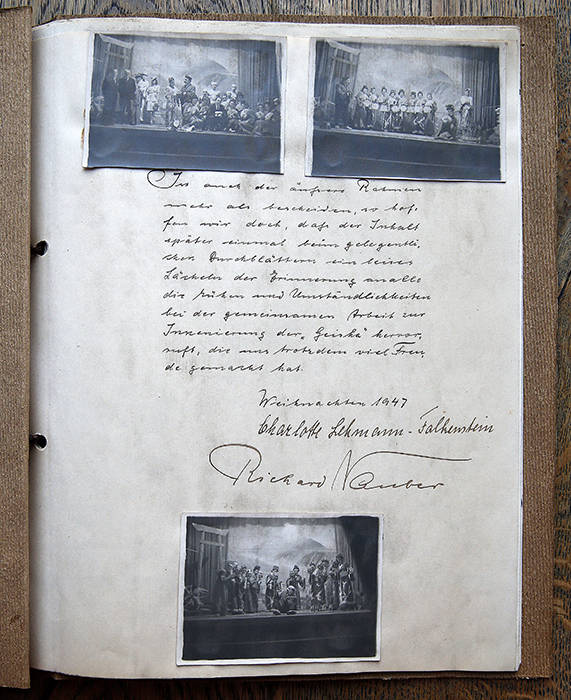 Ist auch der äußere Rahmen
mehr als bescheiden, so hof-
fen wir doch, daß der Inhalt
später einmal beim gelegentli-
chen Durchblättern ein leises
Lächeln der Erinnerung an alle
die Mühen und Umständlichkeiten
bei der gemeinsamen Arbeit zur
Inszenierung der „Geisha" hervor-
ruft, die uns trotzdem viel Freu-
de gemacht hat.
Weihnachten 1947
Charlotte Lehmann-Falkenstein
Richard Nauber